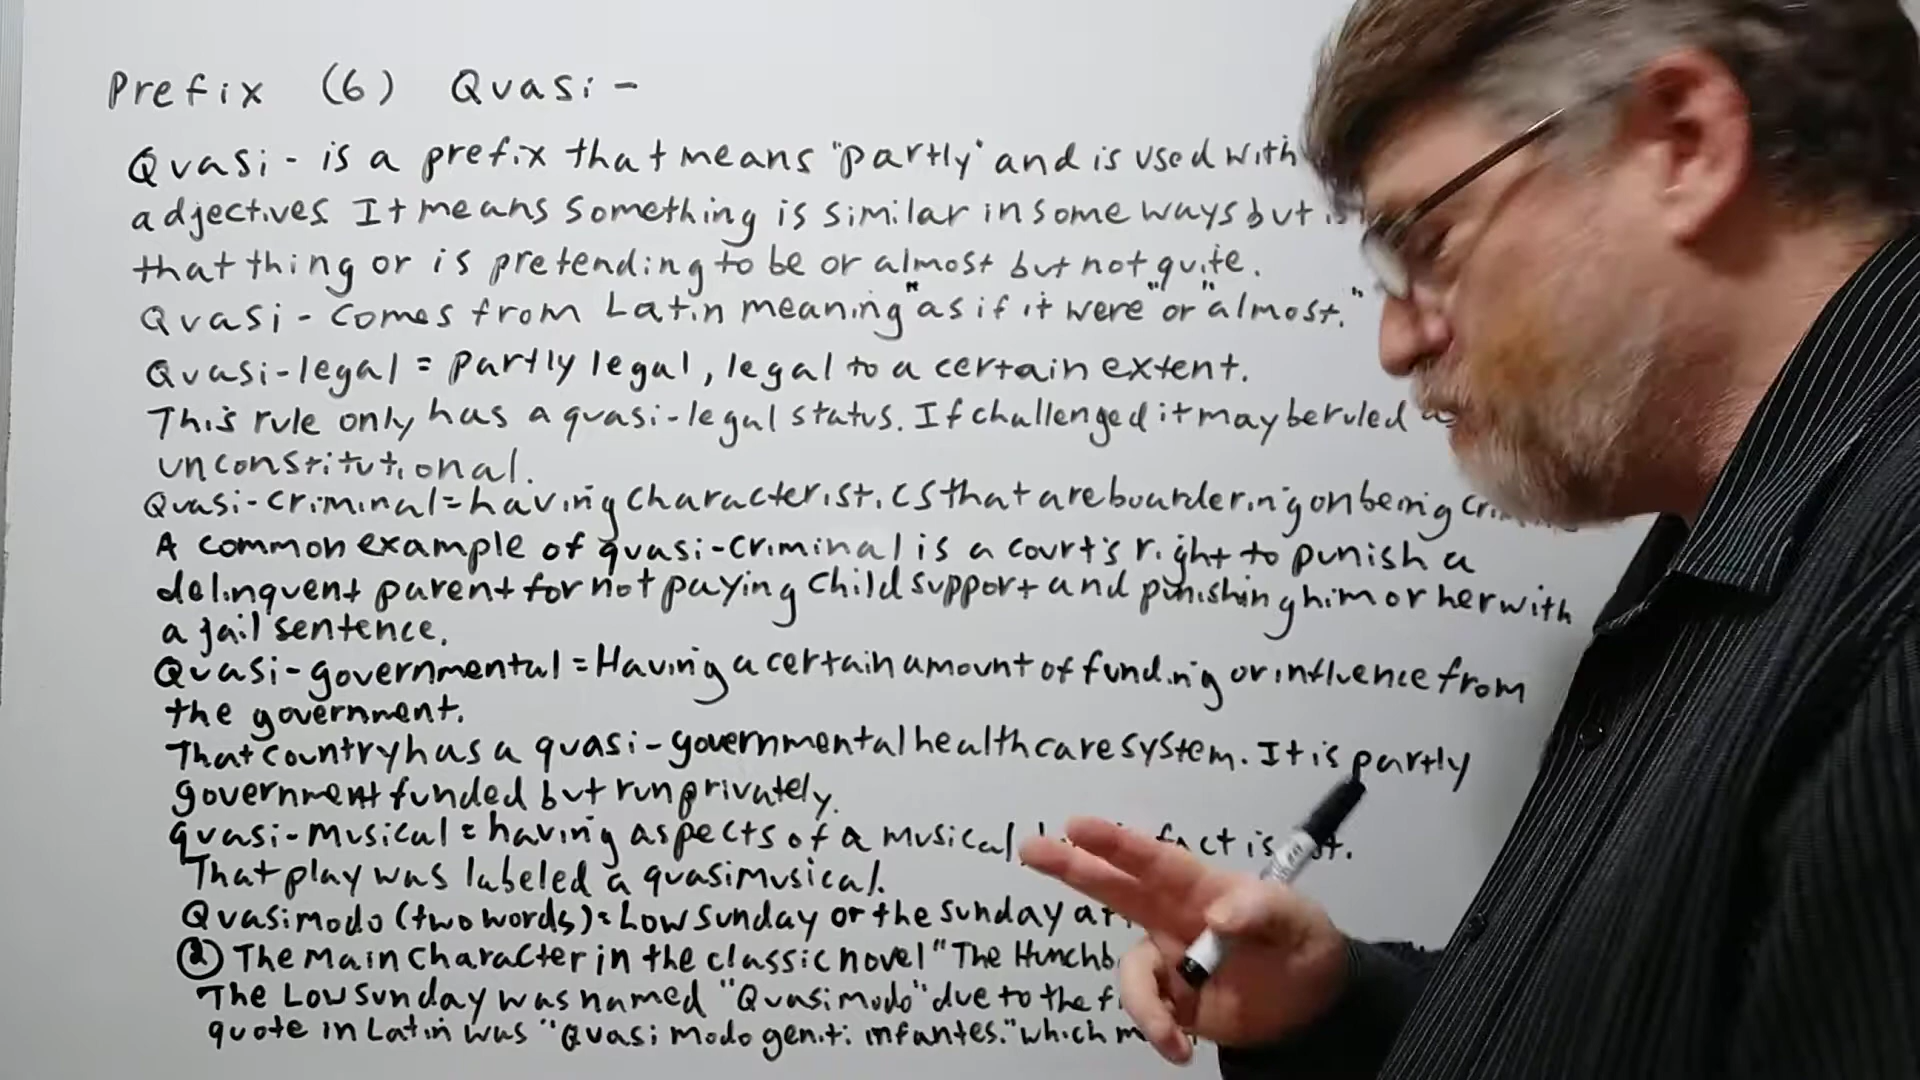 Prefix (6) Quasi-
Quasi- is a prefix that means "partly" and is used with
adjectives It means something is similar in some ways but
that thing or is pretending to be or almost but not quite.
Quasi- comes from Latin meaning "as if it were" or "almost."
Quasi-legal = partly legal, legal to a certain extent.
This rule only has a quasi-legal status. If challenged it may be ruled
unconstitutional.
Quasi-criminal = having characteristics that are boardering on being
A common example of quasi-criminal is a court's right to punish a
delinquent parent for not paying child support and punishing him or her with
a jail sentence.
Quasi-governmental = Having a certain amount of funding or influence from
the government.
That country has a quasi-governmental healthcare system. It is partly
government funded but run privately.
quasi-musical = having aspects of a musical, fact is
That play was labeled a quasimusical.
Quasimodo (two words) = Low Sunday or the Sunday
② The main character in the classic novel "The
The Low Sunday was named "Quasimodo" due to the
quote in Latin was "Quasi modo geniti infantes." which